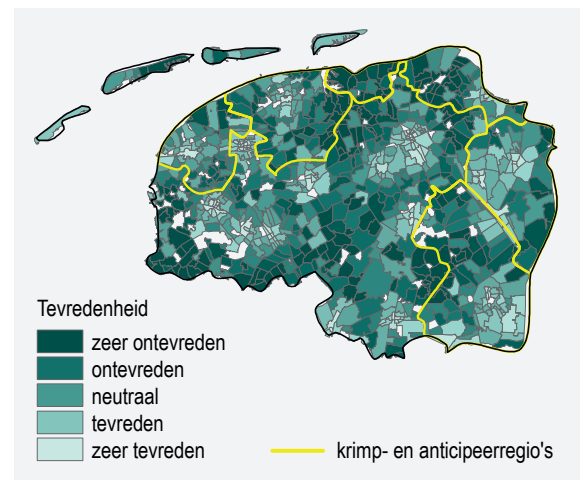 Tevredenheid
zeer ontevreden
ontevreden
neutraal
tevreden
zeer tevreden
krimp- en anticipeerregio's